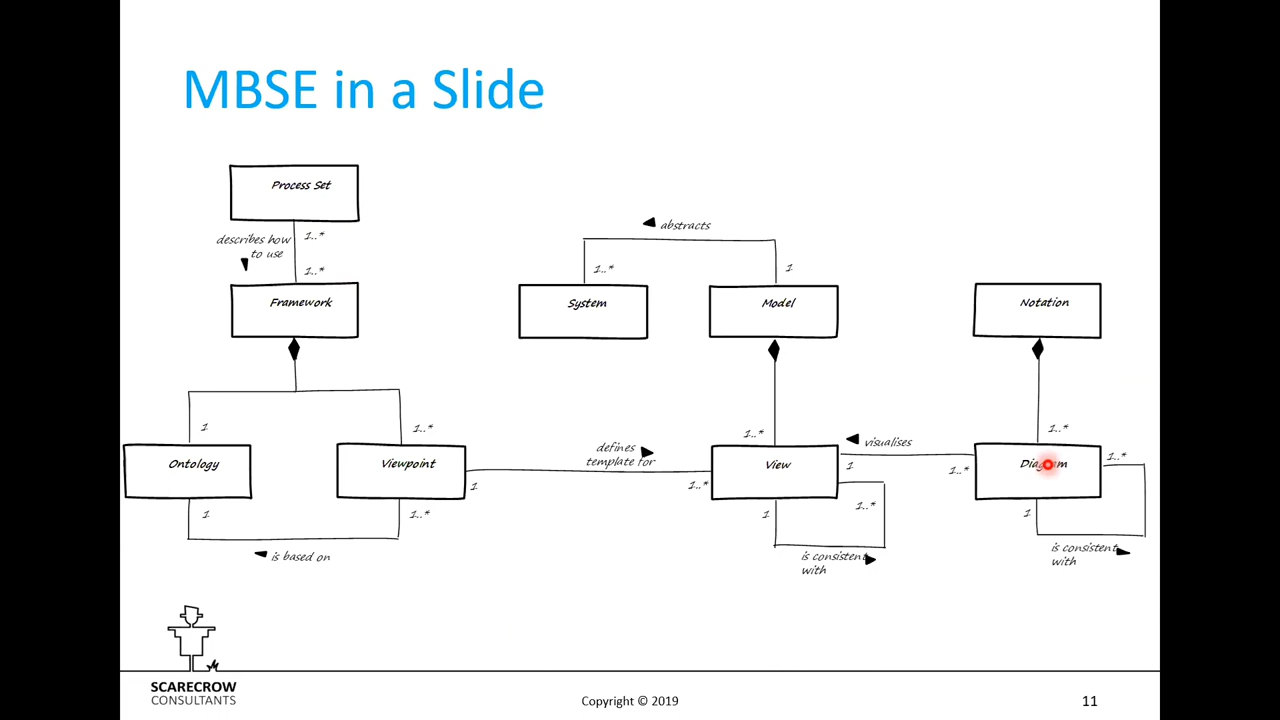 MBSE in a Slide
Process Set
describes how
to use
1..*
1..*
Framework
abstracts
1..*
1
System
Model
Notation
1
1..*
1..*
1..*
Ontology
Viewpoint
defines
template for
1
1..*
View
visualises
1
1..*
Diagram
1..*
1
1..*
is based on
1
1..*
is consistent
with
1
is consistent
with
SCARECROW
CONSULTANTS
Copyright © 2019
11